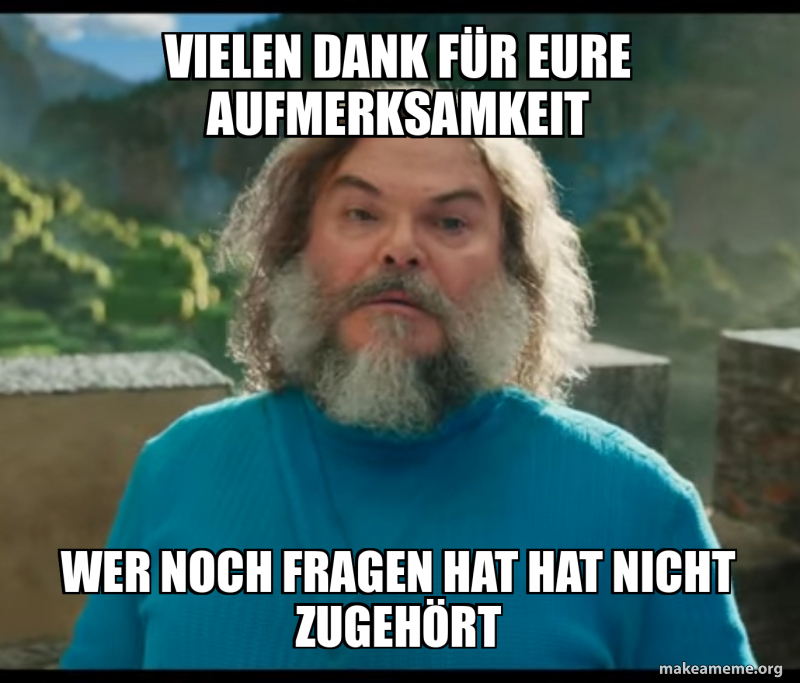 VIELEN DANK FÜR EURE
AUFMERKSAMKEIT
WER NOCH FRAGEN HAT HAT NICHT
ZUGEHÖRT
makeameme.org